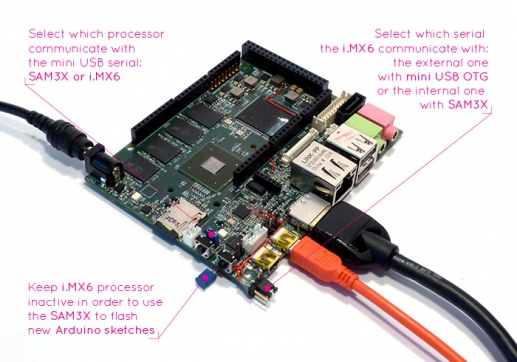 Select which processor
communicate with
the mini USB serial:
SAM3X or i.MX6
Select which serial
the i.MX6 communicate with:
the external one
with mini USB OTG
or the internal one
with SAM3X
LINK-PP
Keep i.MX6 processor
inactive in order to use
the SAM3X to flash
new Arduino sketches